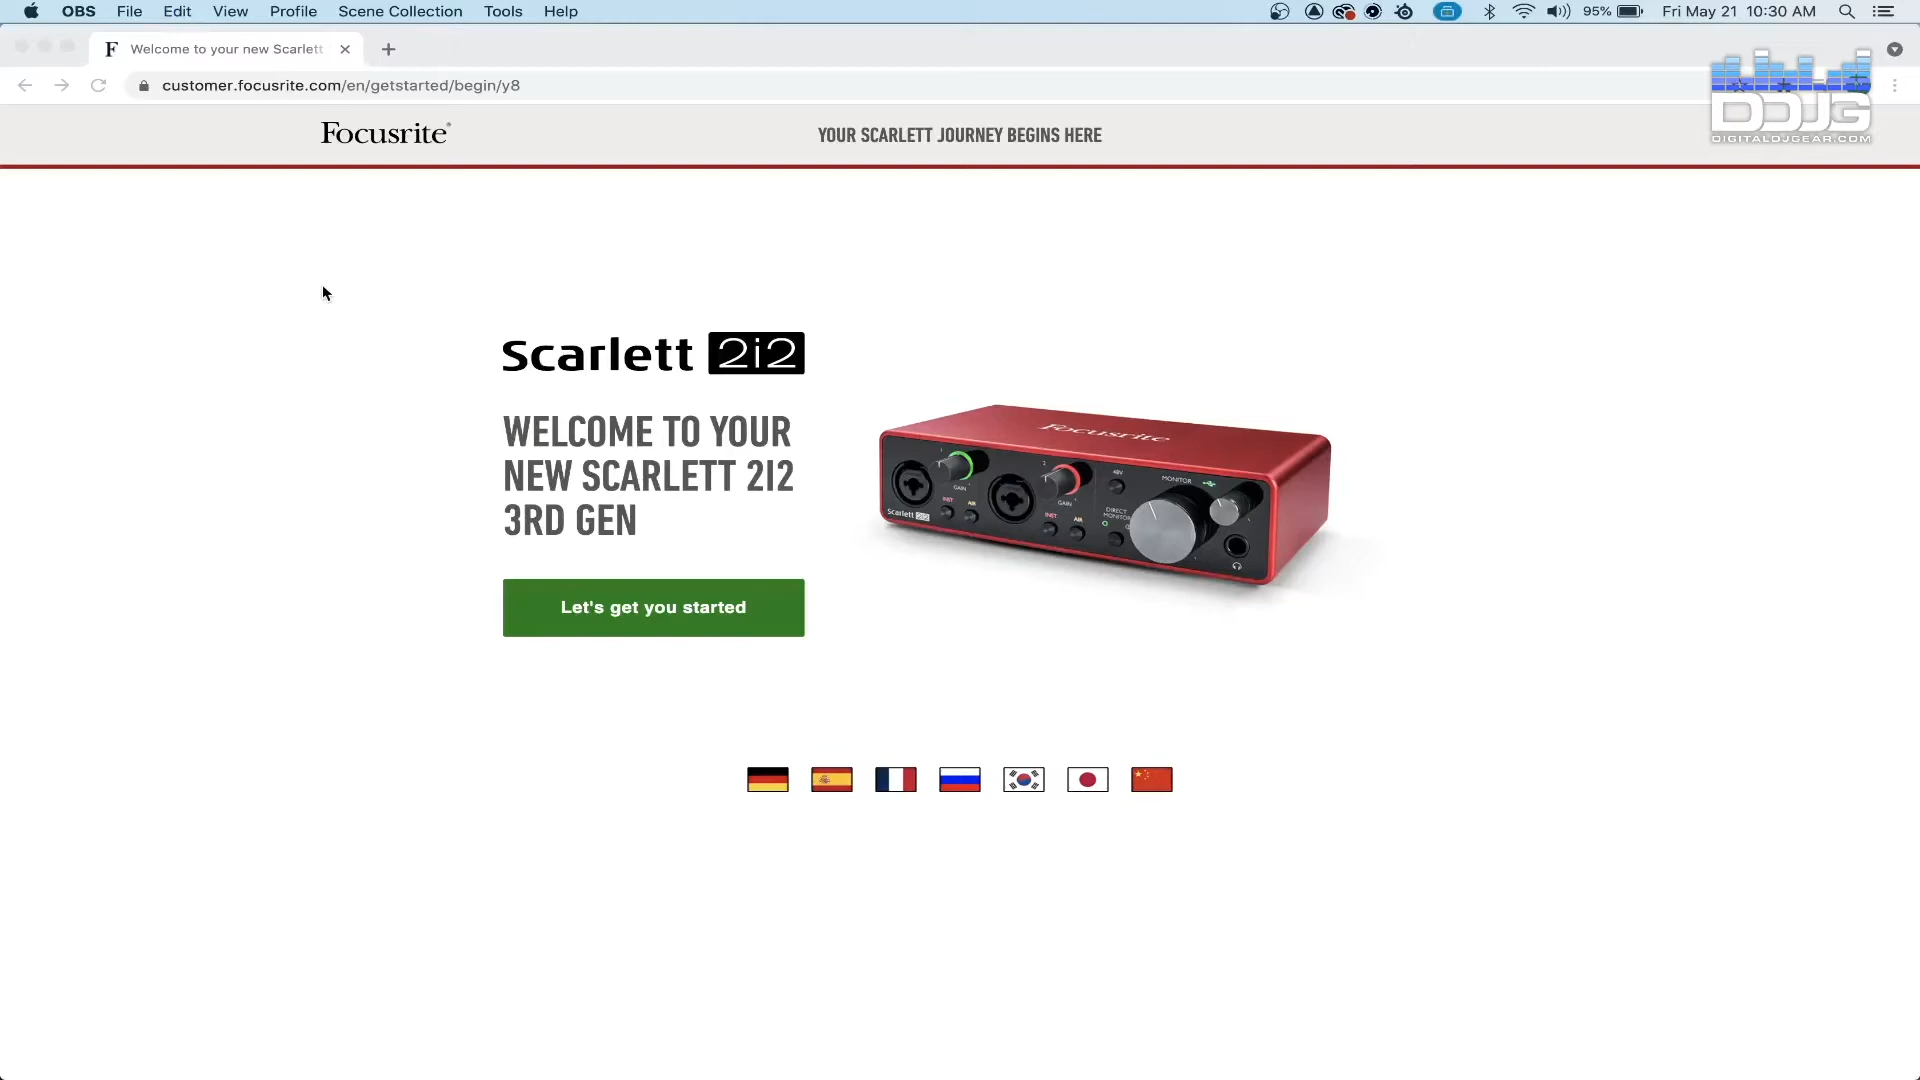 OBS File Edit View Profile Scene Collection Tools Help 95% Fri May 21 10:30 AM
F Welcome to your new Scarlett
customer.focusrite.com/en/getstarted/begin/y8
DDJG
DIGITALDJGEAR.COM
Focusrite®
YOUR SCARLETT JOURNEY BEGINS HERE
Scarlett 2i2
WELCOME TO YOUR
NEW SCARLETT 2I2
3RD GEN
Let's get you started
Focusrite
1
GAIN
INST AIR
2
GAIN
INST AIR
48V
DIRECT
MONITOR
MONITOR
Scarlett 2i2